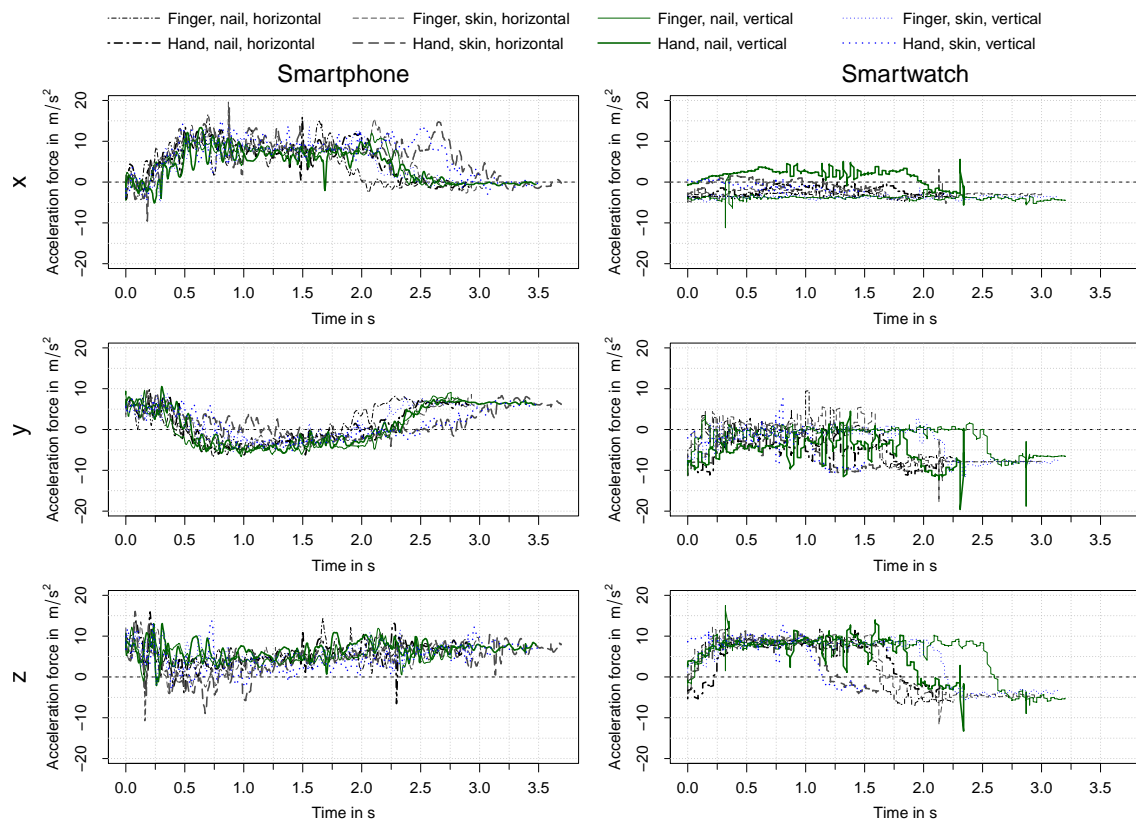 Finger, nail, horizontal Finger, skin, horizontal Finger, nail, vertical Finger, skin, vertical
Hand, nail, horizontal Hand, skin, horizontal Hand, nail, vertical Hand, skin, vertical
Smartphone Smartwatch
x
Acceleration force in m/s²
20
10
0
−10
−20
0.0 0.5 1.0 1.5 2.0 2.5 3.0 3.5
Time in s
Acceleration force in m/s²
20
10
0
−10
−20
0.0 0.5 1.0 1.5 2.0 2.5 3.0 3.5
Time in s
y
Acceleration force in m/s²
20
10
0
−10
−20
0.0 0.5 1.0 1.5 2.0 2.5 3.0 3.5
Time in s
Acceleration force in m/s²
20
10
0
−10
−20
0.0 0.5 1.0 1.5 2.0 2.5 3.0 3.5
Time in s
z
Acceleration force in m/s²
20
10
0
−10
−20
0.0 0.5 1.0 1.5 2.0 2.5 3.0 3.5
Time in s
Acceleration force in m/s²
20
10
0
−10
−20
0.0 0.5 1.0 1.5 2.0 2.5 3.0 3.5
Time in s